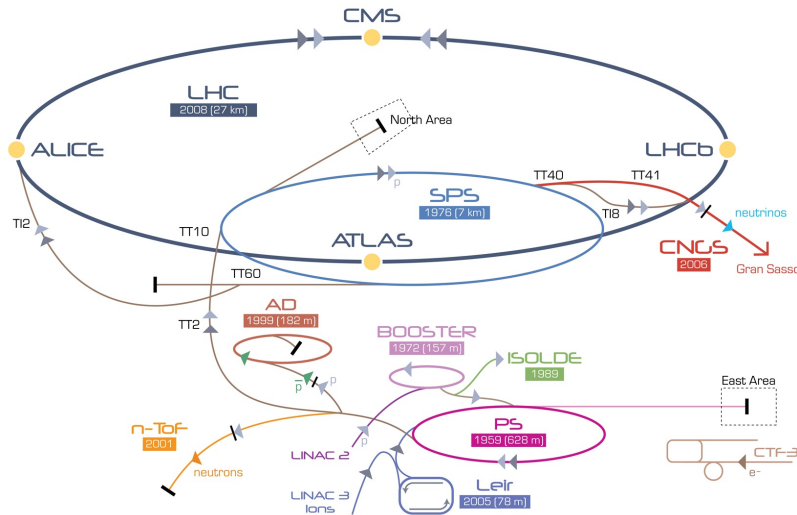 CMS
LHC
2008 (27 km)
North Area
ALICE
LHCb
TT40
TT41
p
SPS
1976 (7 km)
TI8
neutrinos
TI2
TT10
ATLAS
CNGS
2006
Gran Sasso
TT60
AD
1999 (182 m)
TT2
BOOSTER
1972 (157 m)
ISOLDE
1989
p
p
East Area
n-ToF
2001
PS
1959 (628 m)
p
LINAC 2
neutrons
CTF-3
e-
LINAC 3
Ions
Leir
2005 (78 m)